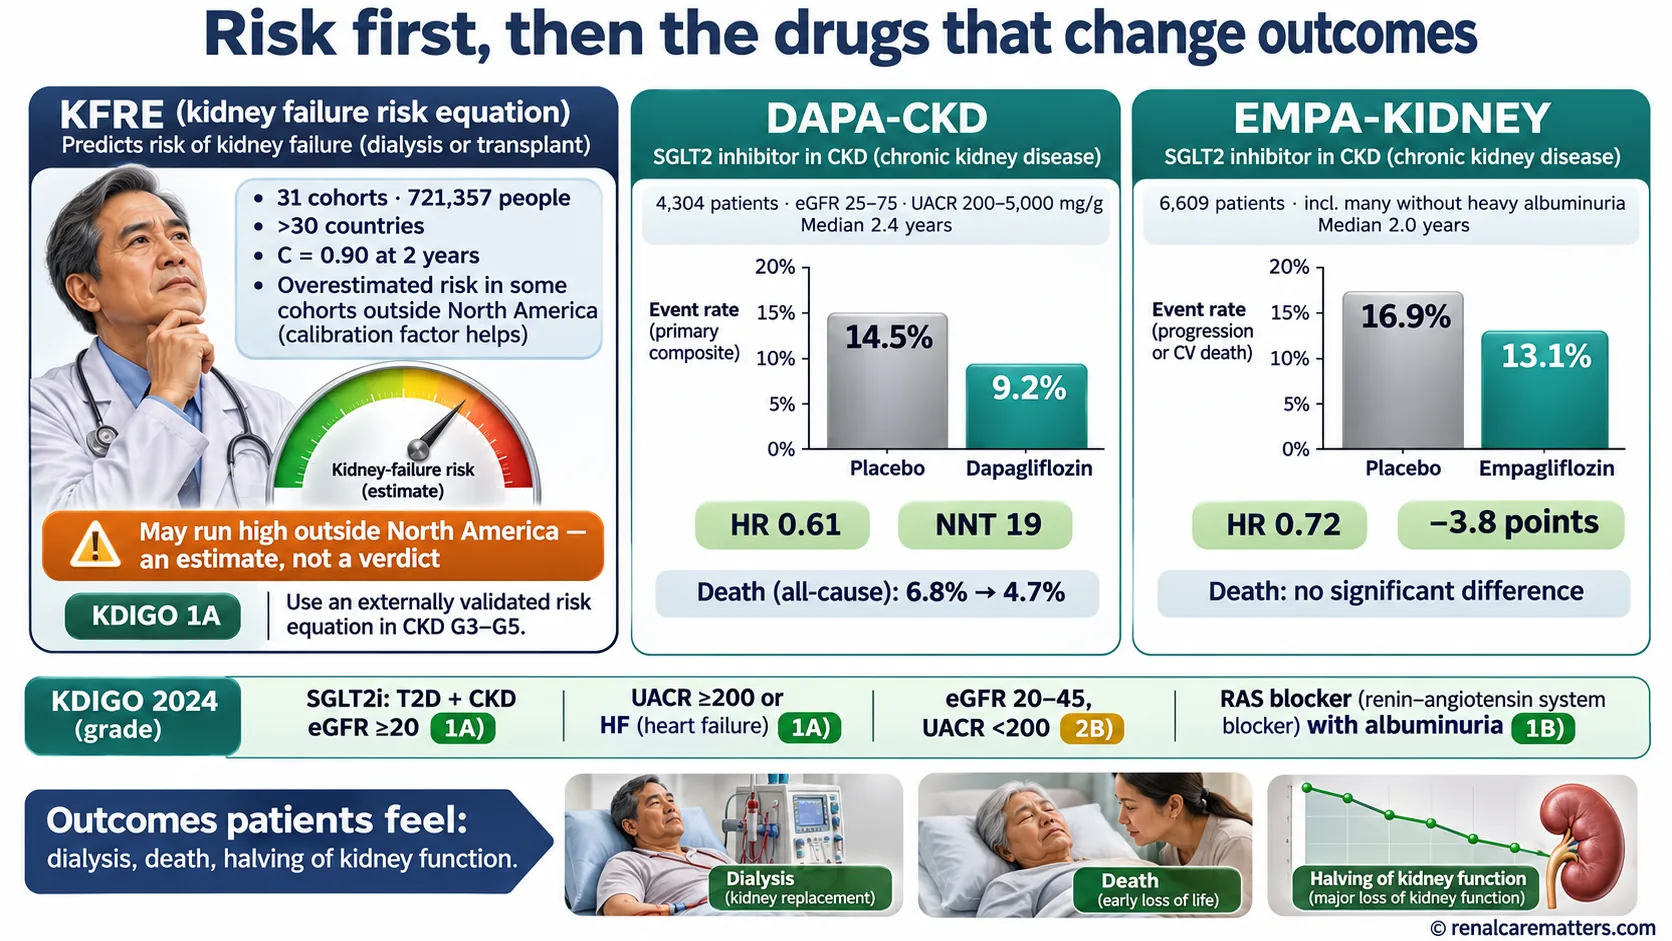 Risk first, then the drugs that change outcomes
KFRE (kidney failure risk equation)
Predicts risk of kidney failure (dialysis or transplant)
• 31 cohorts · 721,357 people
• >30 countries
• C = 0.90 at 2 years
• Overestimated risk in some
cohorts outside North America
(calibration factor helps)
Kidney-failure risk
(estimate)
May run high outside North America —
an estimate, not a verdict
KDIGO 1A
Use an externally validated risk
equation in CKD G3–G5.
DAPA-CKD
SGLT2 inhibitor in CKD (chronic kidney disease)
4,304 patients · eGFR 25–75 · UACR 200–5,000 mg/g
Median 2.4 years
Event rate
(primary
composite)
20%
15%
10%
5%
0%
14.5%
9.2%
Placebo
Dapagliflozin
HR 0.61
NNT 19
Death (all-cause): 6.8% → 4.7%
EMPA-KIDNEY
SGLT2 inhibitor in CKD (chronic kidney disease)
6,609 patients · incl. many without heavy albuminuria
Median 2.0 years
Event rate
(progression
or CV death)
20%
15%
10%
5%
0%
16.9%
13.1%
Placebo
Empagliflozin
HR 0.72
−3.8 points
Death: no significant difference
KDIGO 2024
(grade)
SGLT2i: T2D + CKD
eGFR ≥20 1A)
UACR ≥200 or
HF (heart failure) 1A)
eGFR 20–45,
UACR <200 2B)
RAS blocker (renin–angiotensin system
blocker) with albuminuria 1B)
Outcomes patients feel:
dialysis, death, halving of kidney function.
Dialysis
(kidney replacement)
Death
(early loss of life)
Halving of kidney function
(major loss of kidney function)
© renalcarematters.com